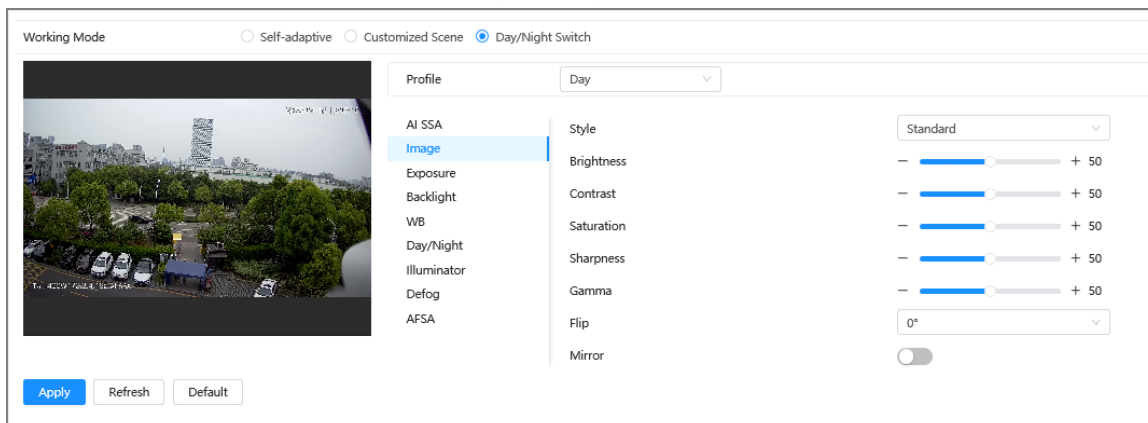 Working Mode Self-adaptive Customized Scene Day/Night Switch
Profile Day
AI SSA
Image
Exposure
Backlight
WB
Day/Night
Illuminator
Defog
AFSA
Style Standard
Brightness − + 50
Contrast − + 50
Saturation − + 50
Sharpness − + 50
Gamma − + 50
Flip 0°
Mirror
Apply Refresh Default